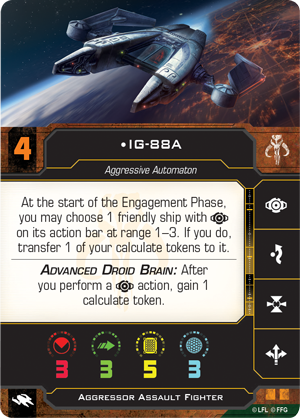 4
•IG-88A
Aggressive Automaton
At the start of the Engagement Phase,
you may choose 1 friendly ship with
on its action bar at range 1–3. If you do,
transfer 1 of your calculate tokens to it.
ADVANCED DROID BRAIN: After
you perform a action, gain 1
calculate token.
3 3 5 3
AGGRESSOR ASSAULT FIGHTER
©LFL ©FFG